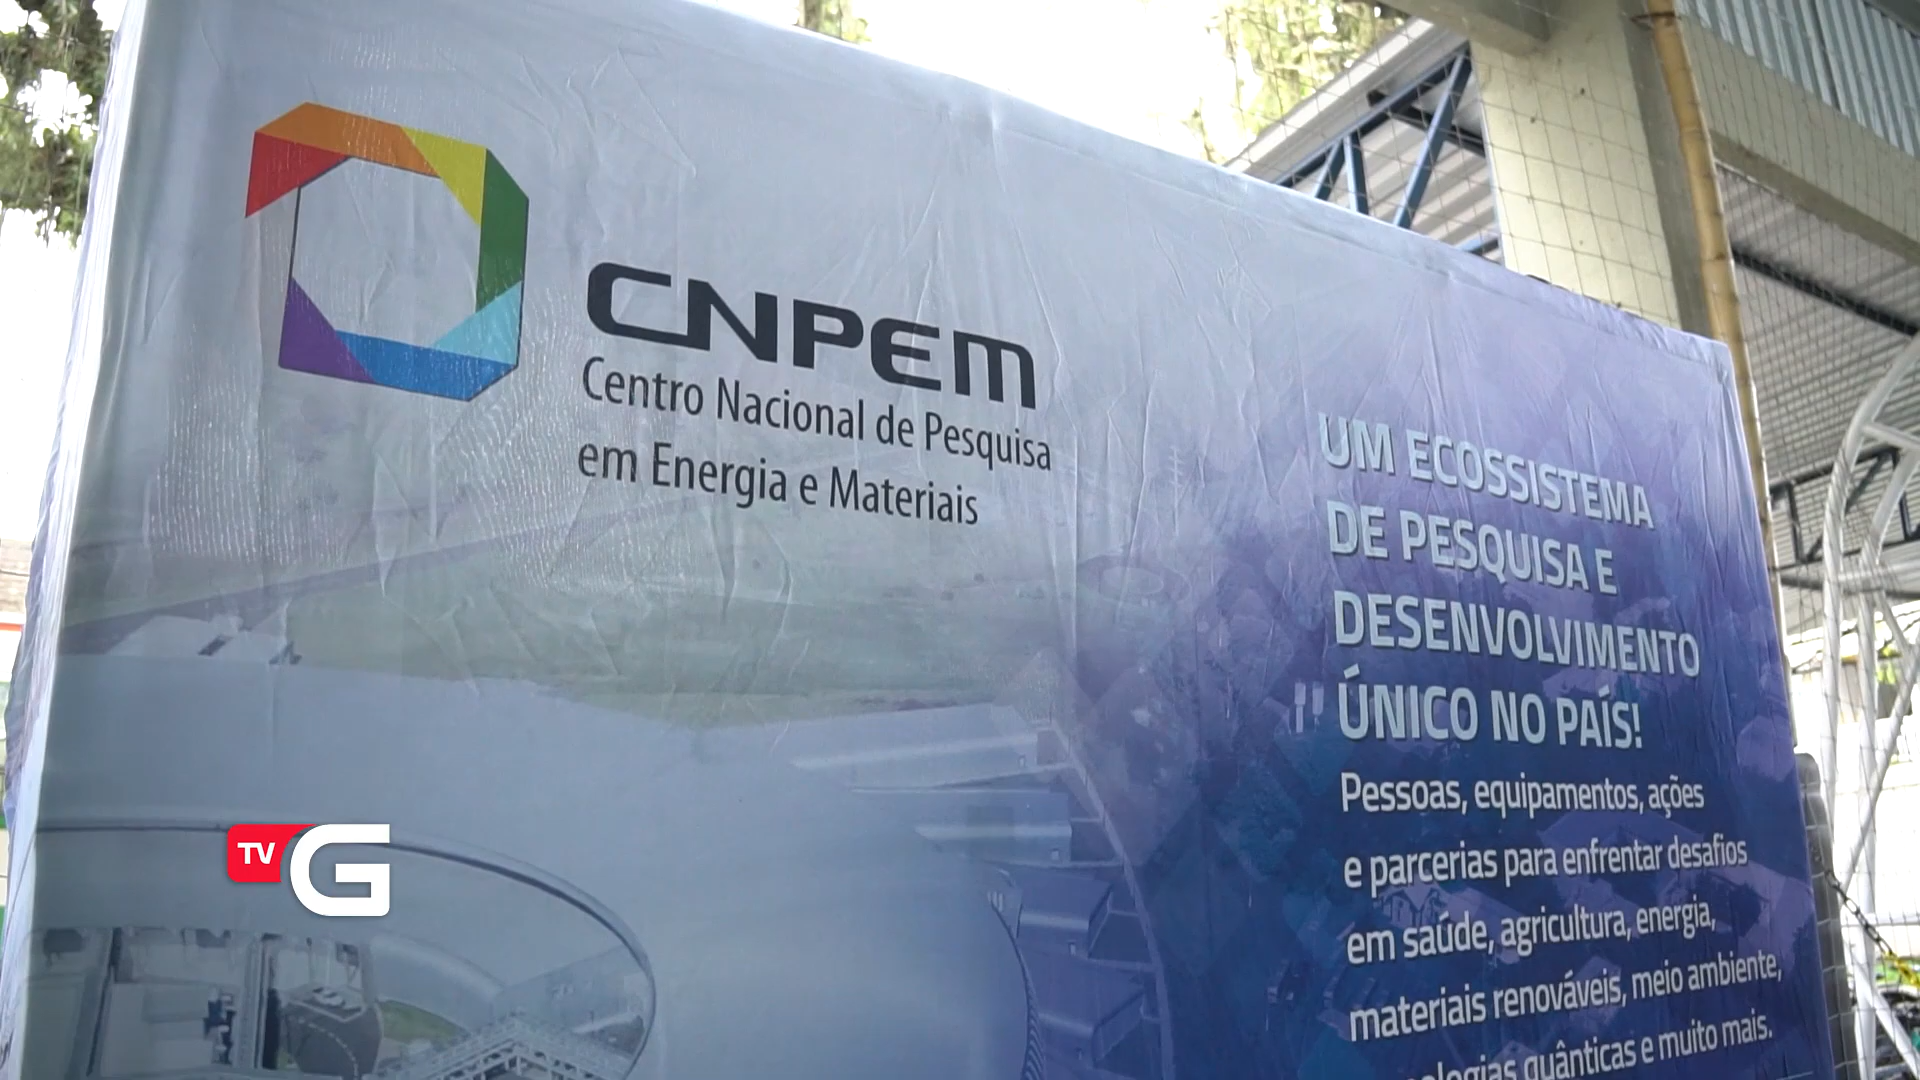 CNPEM
Centro Nacional de Pesquisa
em Energia e Materiais
UM ECOSSISTEMA
DE PESQUISA E
DESENVOLVIMENTO
ÚNICO NO PAÍS!
Pessoas, equipamentos, ações
e parcerias para enfrentar desafios
em saúde, agricultura, energia,
materiais renováveis, meio ambiente,
quânticas e muito mais.
TV G